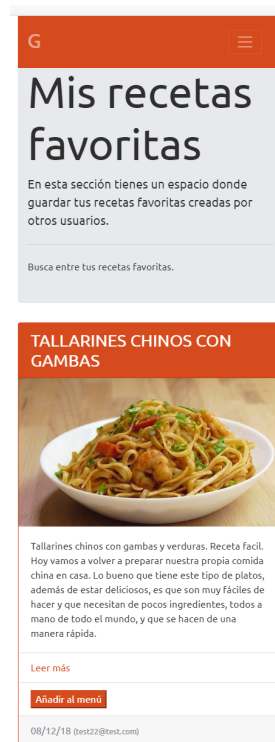 G
Mis recetas
favoritas
En esta sección tienes un espacio donde
guardar tus recetas favoritas creadas por
otros usuarios.
Busca entre tus recetas favoritas.
TALLARINES CHINOS CON
GAMBAS
Tallarines chinos con gambas y verduras. Receta facil.
Hoy vamos a volver a preparar nuestra propia comida
china en casa. Lo bueno que tiene este tipo de platos,
además de estar deliciosos, es que son muy fáciles de
hacer y que necesitan de pocos ingredientes, todos a
mano de todo el mundo, y que se hacen de una
manera rápida.
Leer más
Añadir al menú
08/12/18 (test22@test.com)